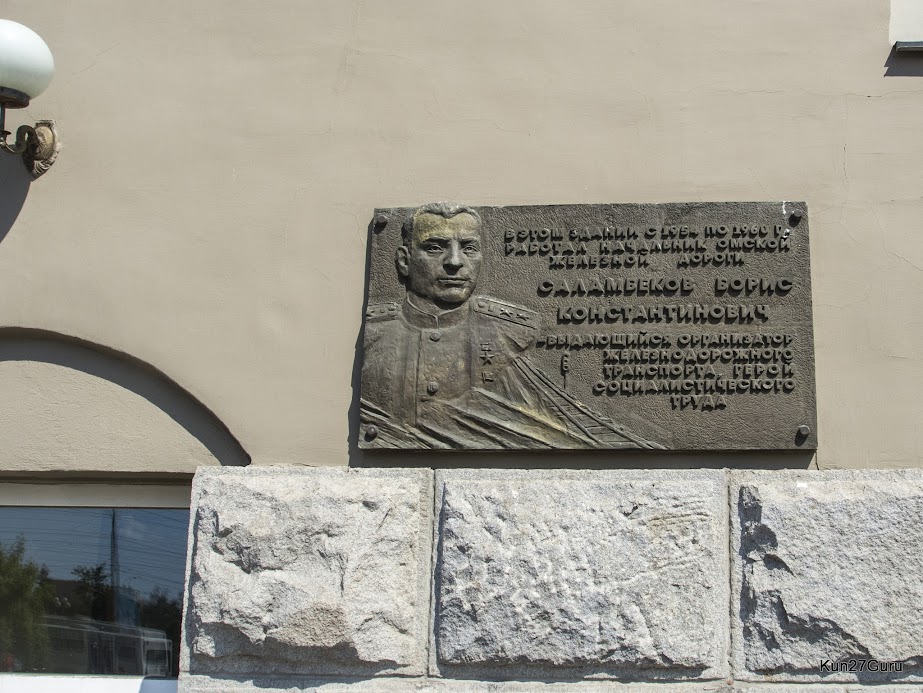 В ЭТОМ ЗДАНИИ С 1954 ПО 1966 Г.
РАБОТАЛ НАЧАЛЬНИК ОМСКОЙ
ЖЕЛЕЗНОЙ ДОРОГИ
САЛАМБЕКОВ БОРИС
КОНСТАНТИНОВИЧ
ВЫДАЮЩИЙСЯ ОРГАНИЗАТОР
ЖЕЛЕЗНОДОРОЖНОГО
ТРАНСПОРТА, ГЕРОЙ
СОЦИАЛИСТИЧЕСКОГО
ТРУДА
Kun27Guru